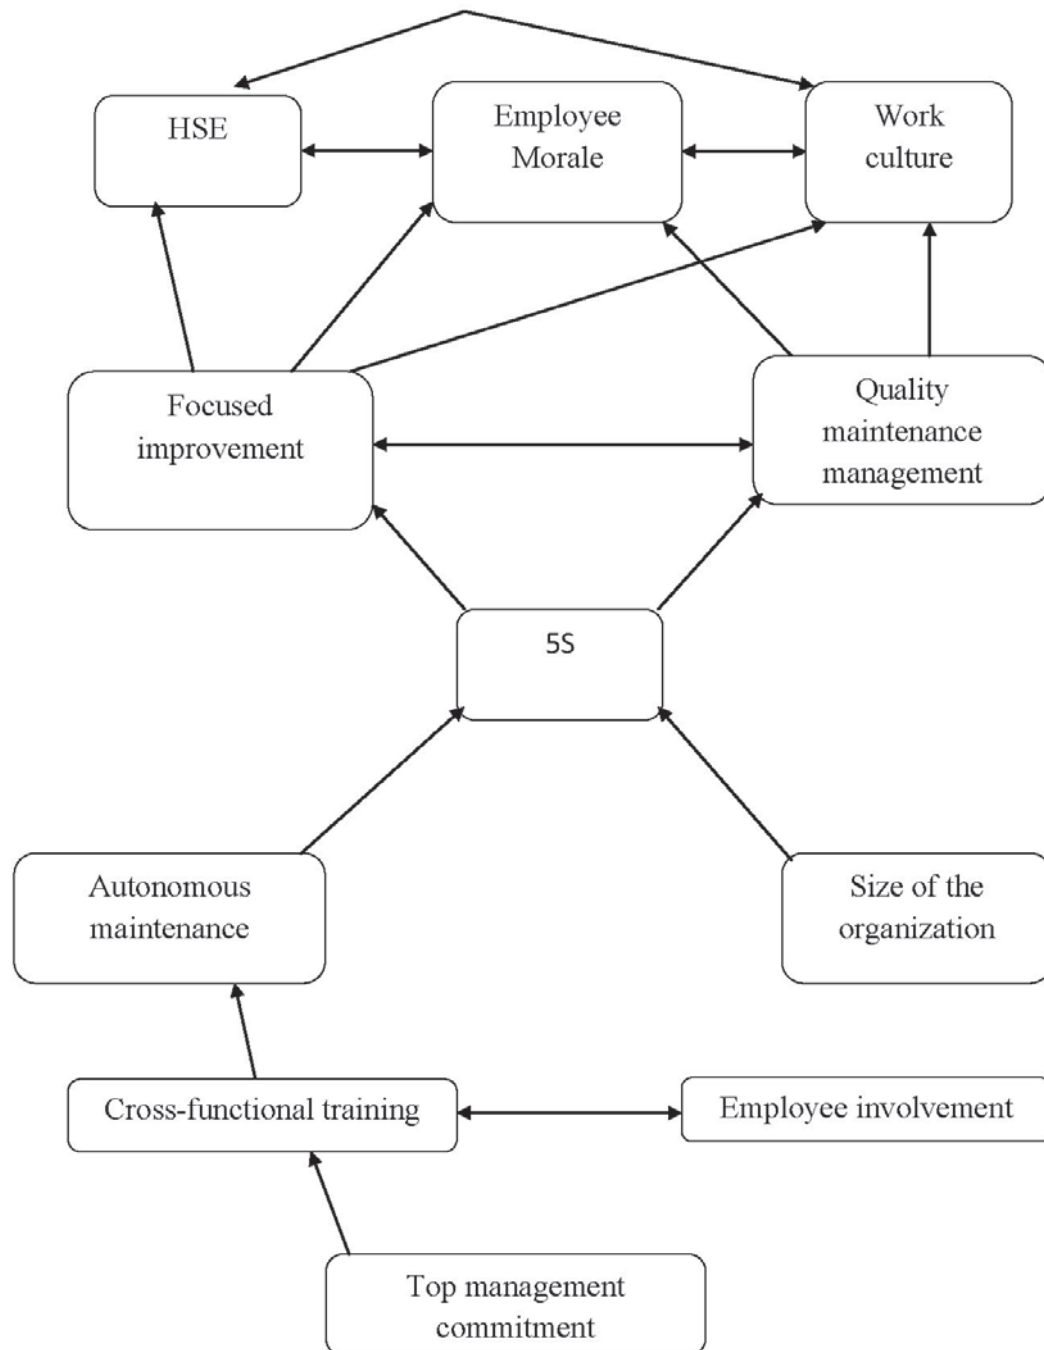 HSE
Employee
Morale
Work
culture
Focused
improvement
Quality
maintenance
management
5S
Autonomous
maintenance
Size of the
organization
Cross-functional training
Employee involvement
Top management
commitment